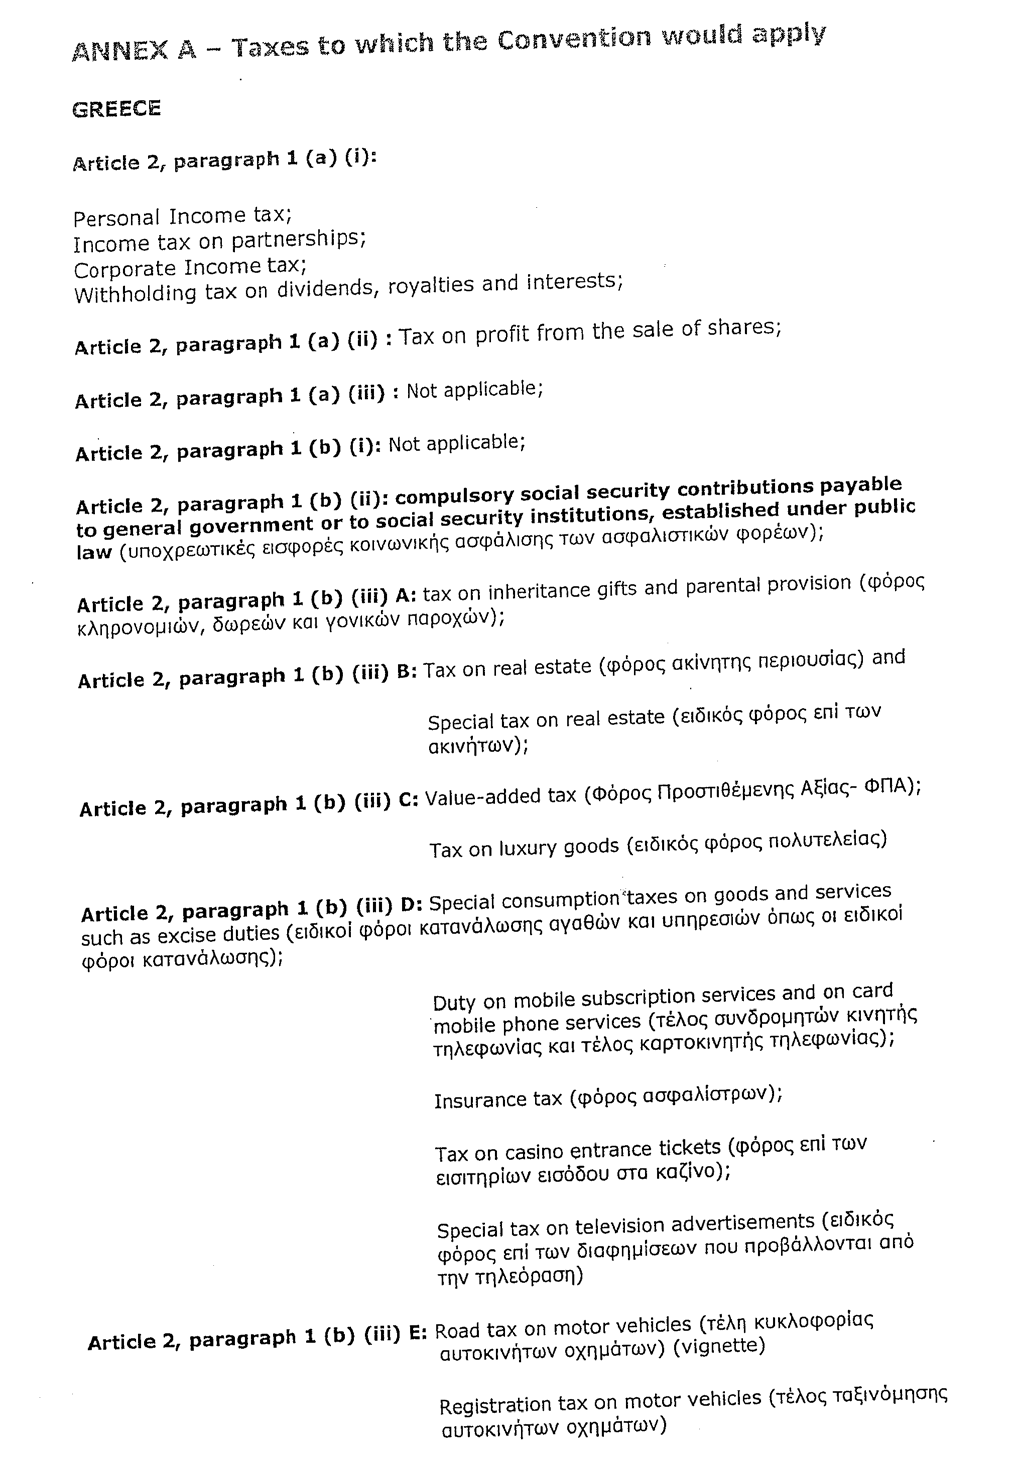 ANNEX A – Taxes to which the Convention would apply
GREECE
Article 2, paragraph 1 (a) (i):
Personal Income tax;
Income tax on partnerships;
Corporate Income tax;
Withholding tax on dividends, royalties and interests;
Article 2, paragraph 1 (a) (ii) : Tax on profit from the sale of shares;
Article 2, paragraph 1 (a) (iii) : Not applicable;
Article 2, paragraph 1 (b) (i): Not applicable;
Article 2, paragraph 1 (b) (ii): compulsory social security contributions payable
to general government or to social security institutions, established under public
law (υποχρεωτικές εισφορές κοινωνικής ασφάλισης των ασφαλιστικών φορέων);
Article 2, paragraph 1 (b) (iii) A: tax on inheritance gifts and parental provision (φόρος
κληρονομιών, δωρεών και γονικών παροχών);
Article 2, paragraph 1 (b) (iii) B: Tax on real estate (φόρος ακίνητης περιουσίας) and
Special tax on real estate (ειδικός φόρος επί των
ακινήτων);
Article 2, paragraph 1 (b) (iii) C: Value-added tax (Φόρος Προστιθέμενης Αξίας- ΦΠΑ);
Tax on luxury goods (ειδικός φόρος πολυτελείας)
Article 2, paragraph 1 (b) (iii) D: Special consumption taxes on goods and services
such as excise duties (ειδικοί φόροι κατανάλωσης αγαθών και υπηρεσιών όπως οι ειδικοί
φόροι κατανάλωσης);
Duty on mobile subscription services and on card
mobile phone services (τέλος συνδρομητών κινητής
τηλεφωνίας και τέλος καρτοκινητής τηλεφωνίας);
Insurance tax (φόρος ασφαλίστρων);
Tax on casino entrance tickets (φόρος επί των
εισιτηρίων εισόδου στα καζίνο);
Special tax on television advertisements (ειδικός
φόρος επί των διαφημίσεων που προβάλλονται από
την τηλεόραση)
Article 2, paragraph 1 (b) (iii) E: Road tax on motor vehicles (τέλη κυκλοφορίας
αυτοκινήτων οχημάτων) (vignette)
Registration tax on motor vehicles (τέλος ταξινόμησης
αυτοκινήτων οχημάτων)